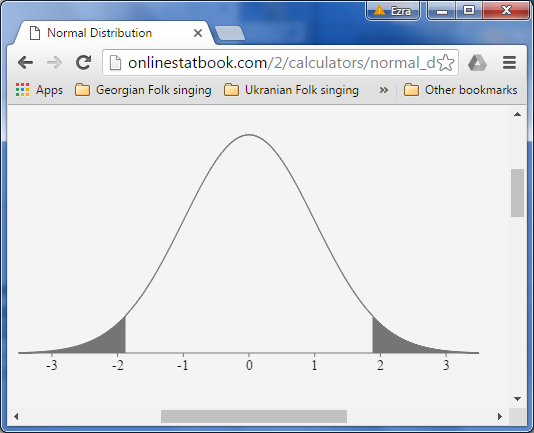 Ezra
Normal Distribution
onlinestatbook.com/2/calculators/normal_d
Apps Georgian Folk singing Ukranian Folk singing » Other bookmarks
-3 -2 -1 0 1 2 3